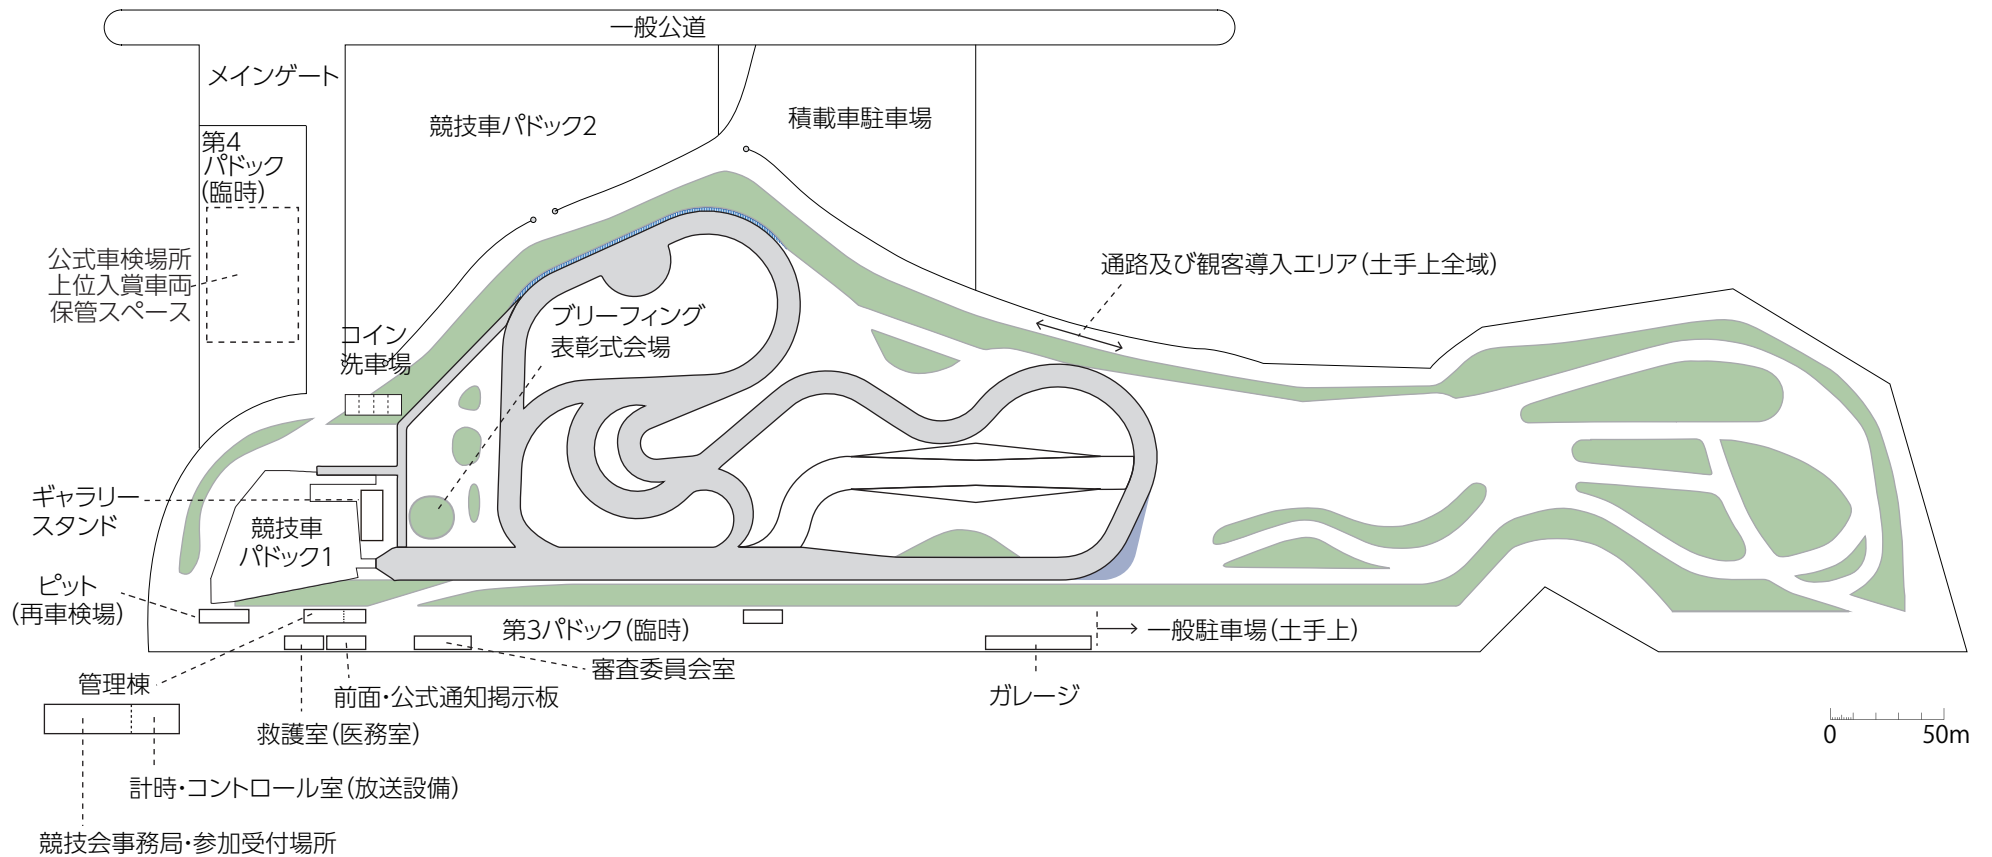 一般公道
メインゲート
競技車パドック2
積載車駐車場
第4
パドック
(臨時)
公式車検場所
上位入賞車両
保管スペース
通路及び観客導入エリア(土手上全域)
コイン
洗車場
ブリーフィング
表彰式会場
ギャラリー
スタンド
競技車
パドック1
ピット
(再車検場)
第3パドック(臨時)
一般駐車場(土手上)
審査委員会室
管理棟
前面・公式通知掲示板
ガレージ
救護室(医務室)
0 50m
計時・コントロール室(放送設備)
競技会事務局・参加受付場所